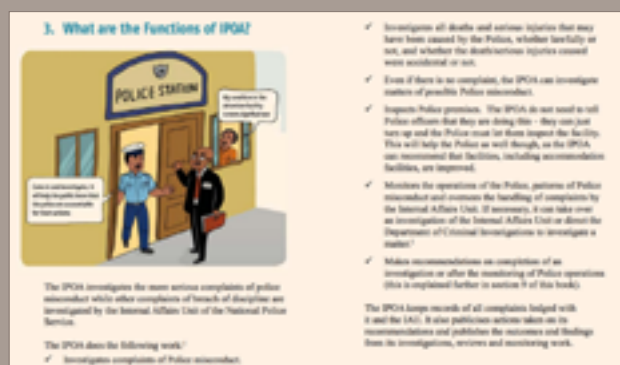 3. What are the Functions of IPOA?
POLICE STATION
The IPOA investigates the more serious complaints of police
misconduct while other complaints of breach of discipline are
investigated by the Internal Affairs Unit of the National Police
Service.
The IPOA does the following work:
✓ Investigates complaints of Police misconduct.
✓ Investigates all deaths and serious injuries that may
have been caused by the Police, whether lawfully or
not, and whether the death/serious injuries caused
were accidental or not.
✓ Even if there is no complaint, the IPOA can investigate
matters of possible Police misconduct.
✓ Inspects Police premises. The IPOA do not need to tell
Police officers that they are doing this - they can just
turn up and the Police must let them inspect the facility.
This will help the Police as well though, as the IPOA
can recommend that facilities, including accommodation
facilities, are improved.
✓ Monitors the operations of the Police, patterns of Police
misconduct and oversees the handling of complaints by
the Internal Affairs Unit. If necessary, it can take over
an investigation of the Internal Affairs Unit or direct the
Department of Criminal Investigations to investigate a
matter.
✓ Makes recommendations on completion of an
investigation or after the monitoring of Police operations
(this is explained further in section 9 of this book).
The IPOA keeps records of all complaints lodged with
it and the IAU. It also publicises actions taken on its
recommendations and publishes the outcomes and findings
from its investigations, reviews and monitoring work.